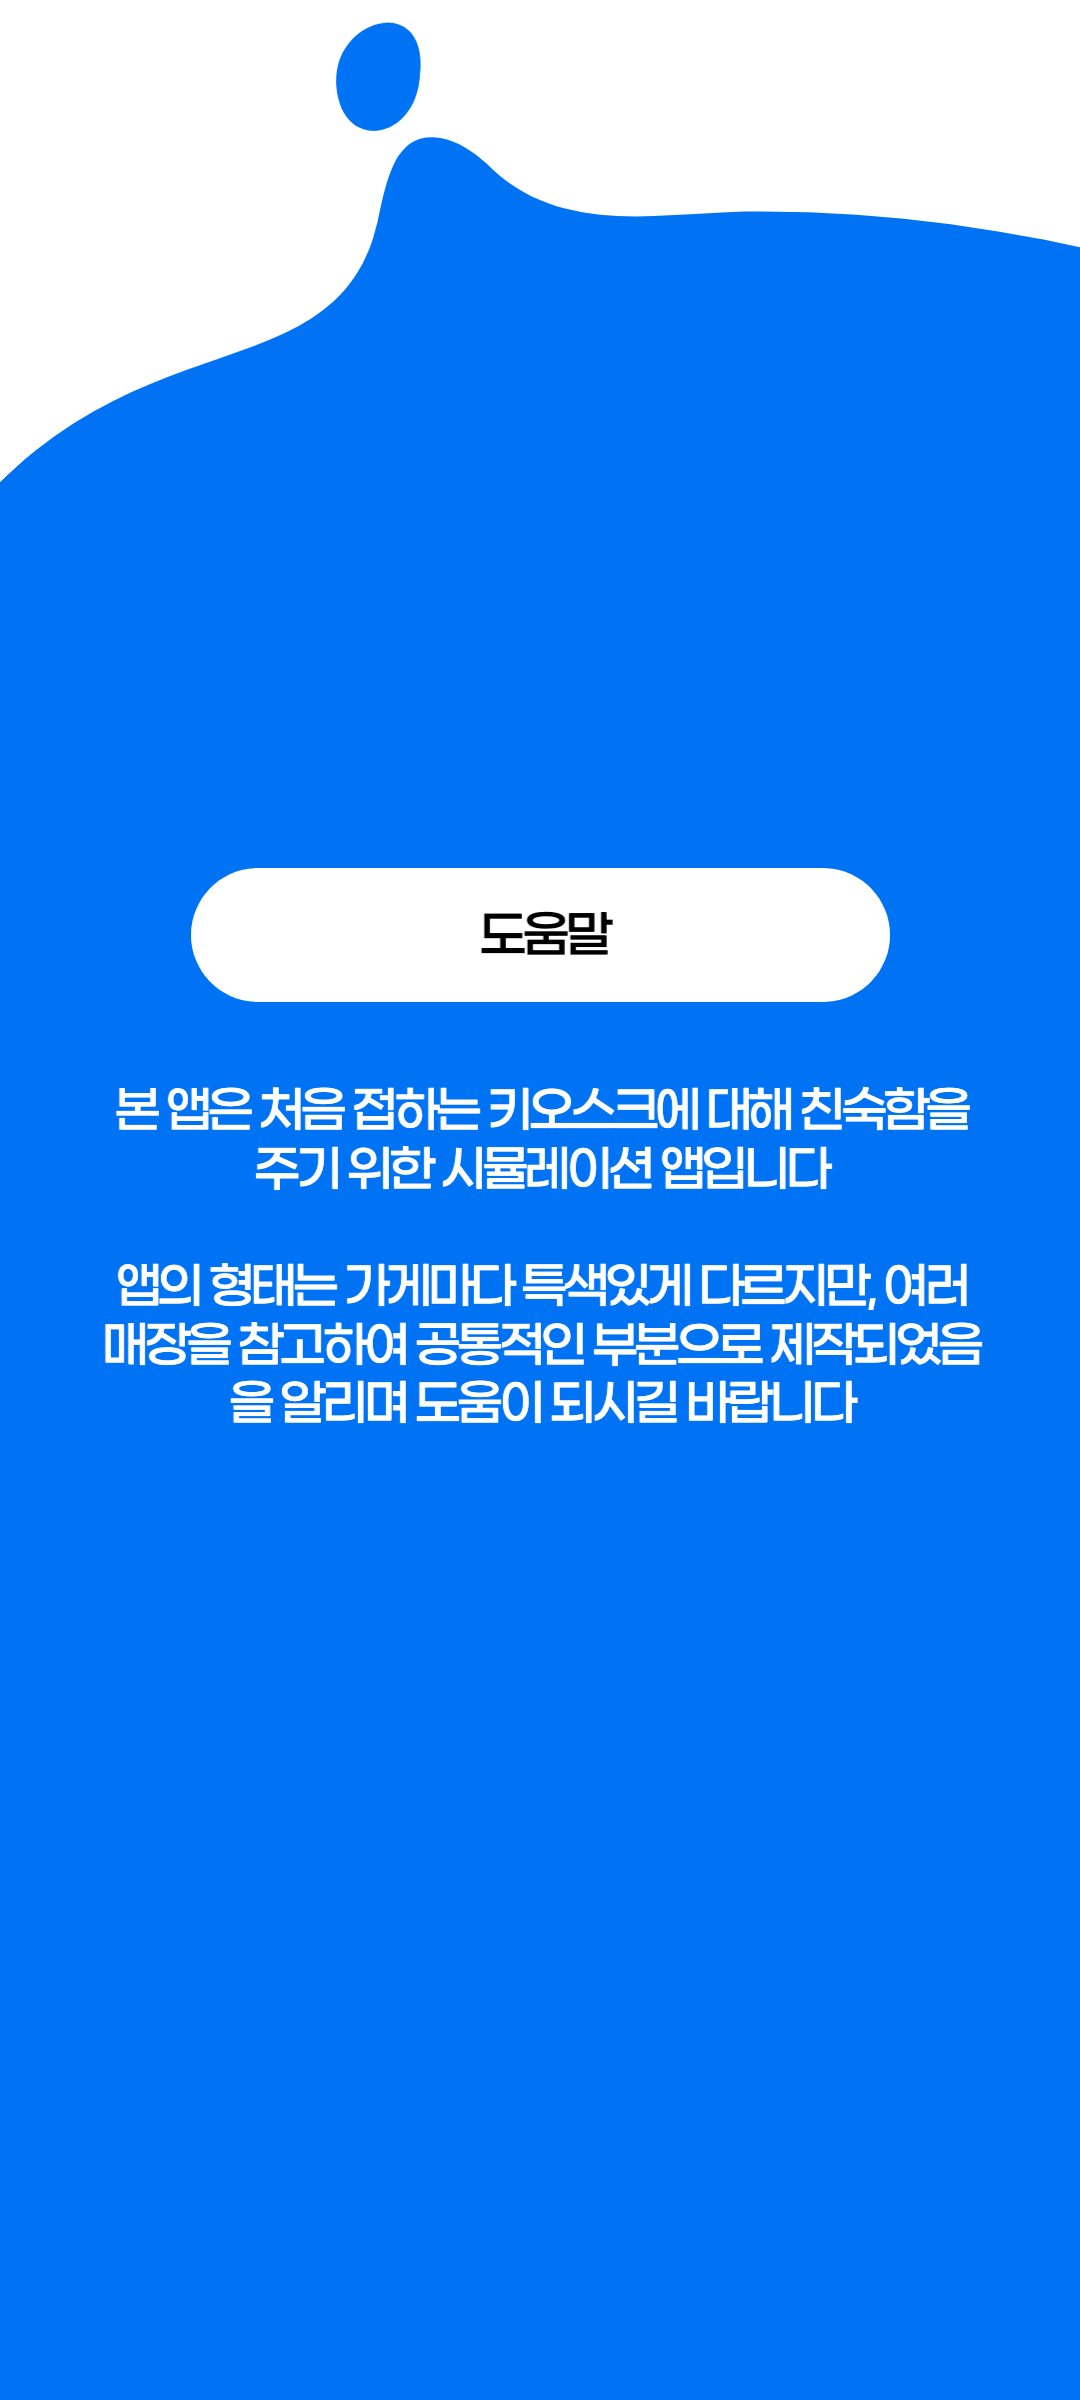 도움말
본 앱은 처음 접하는 키오스크에 대해 친숙함을
주기 위한 시뮬레이션 앱입니다
앱의 형태는 가게마다 특색있게 다르지만, 여러
매장을 참고하여 공통적인 부분으로 제작되었음
을 알리며 도움이 되시길 바랍니다